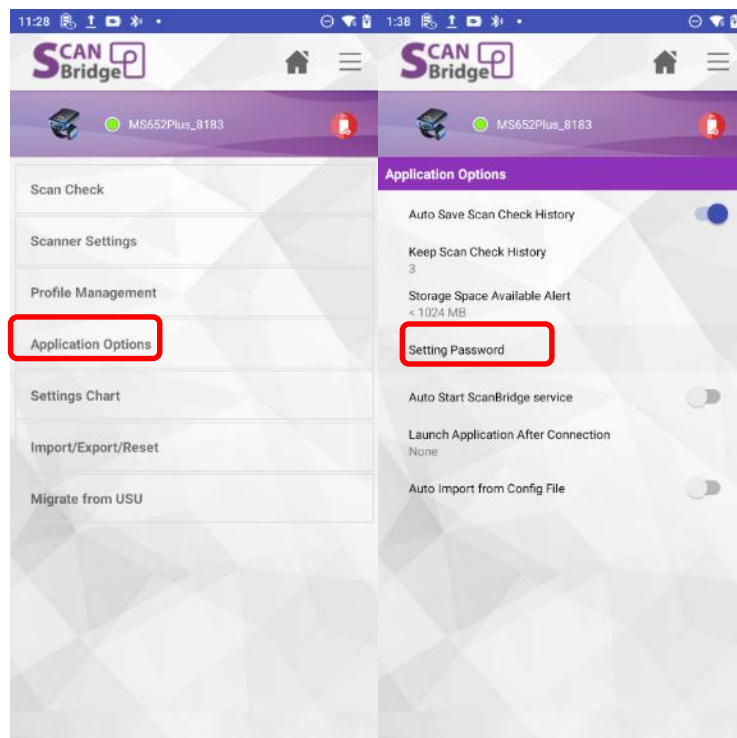 11:28
SCAN
Bridge
MS652Plus_8183
Scan Check
Scanner Settings
Profile Management
Application Options
Settings Chart
Import/Export/Reset
Migrate from USU
1:38
SCAN
Bridge
MS652Plus_8183
Application Options
Auto Save Scan Check History
Keep Scan Check History
3
Storage Space Available Alert
< 1024 MB
Setting Password
Auto Start ScanBridge service
Launch Application After Connection
None
Auto Import from Config File